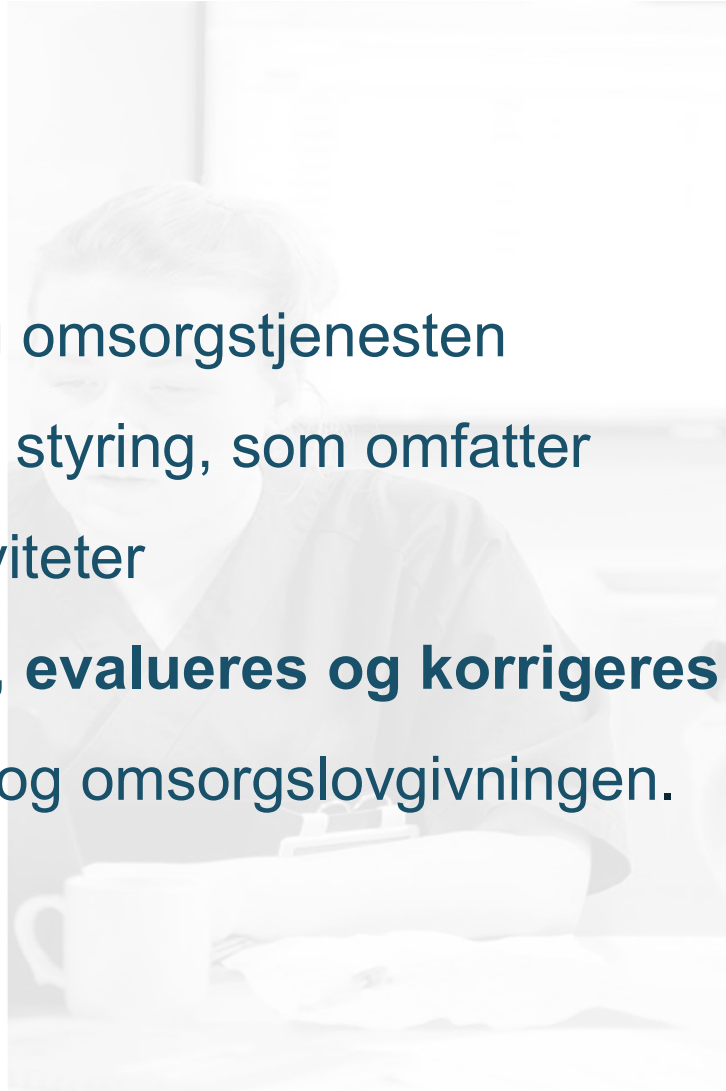 omsorgstjenesten
styring, som omfatter
viteter
, evalueres og korrigeres
og omsorgslovgivningen.